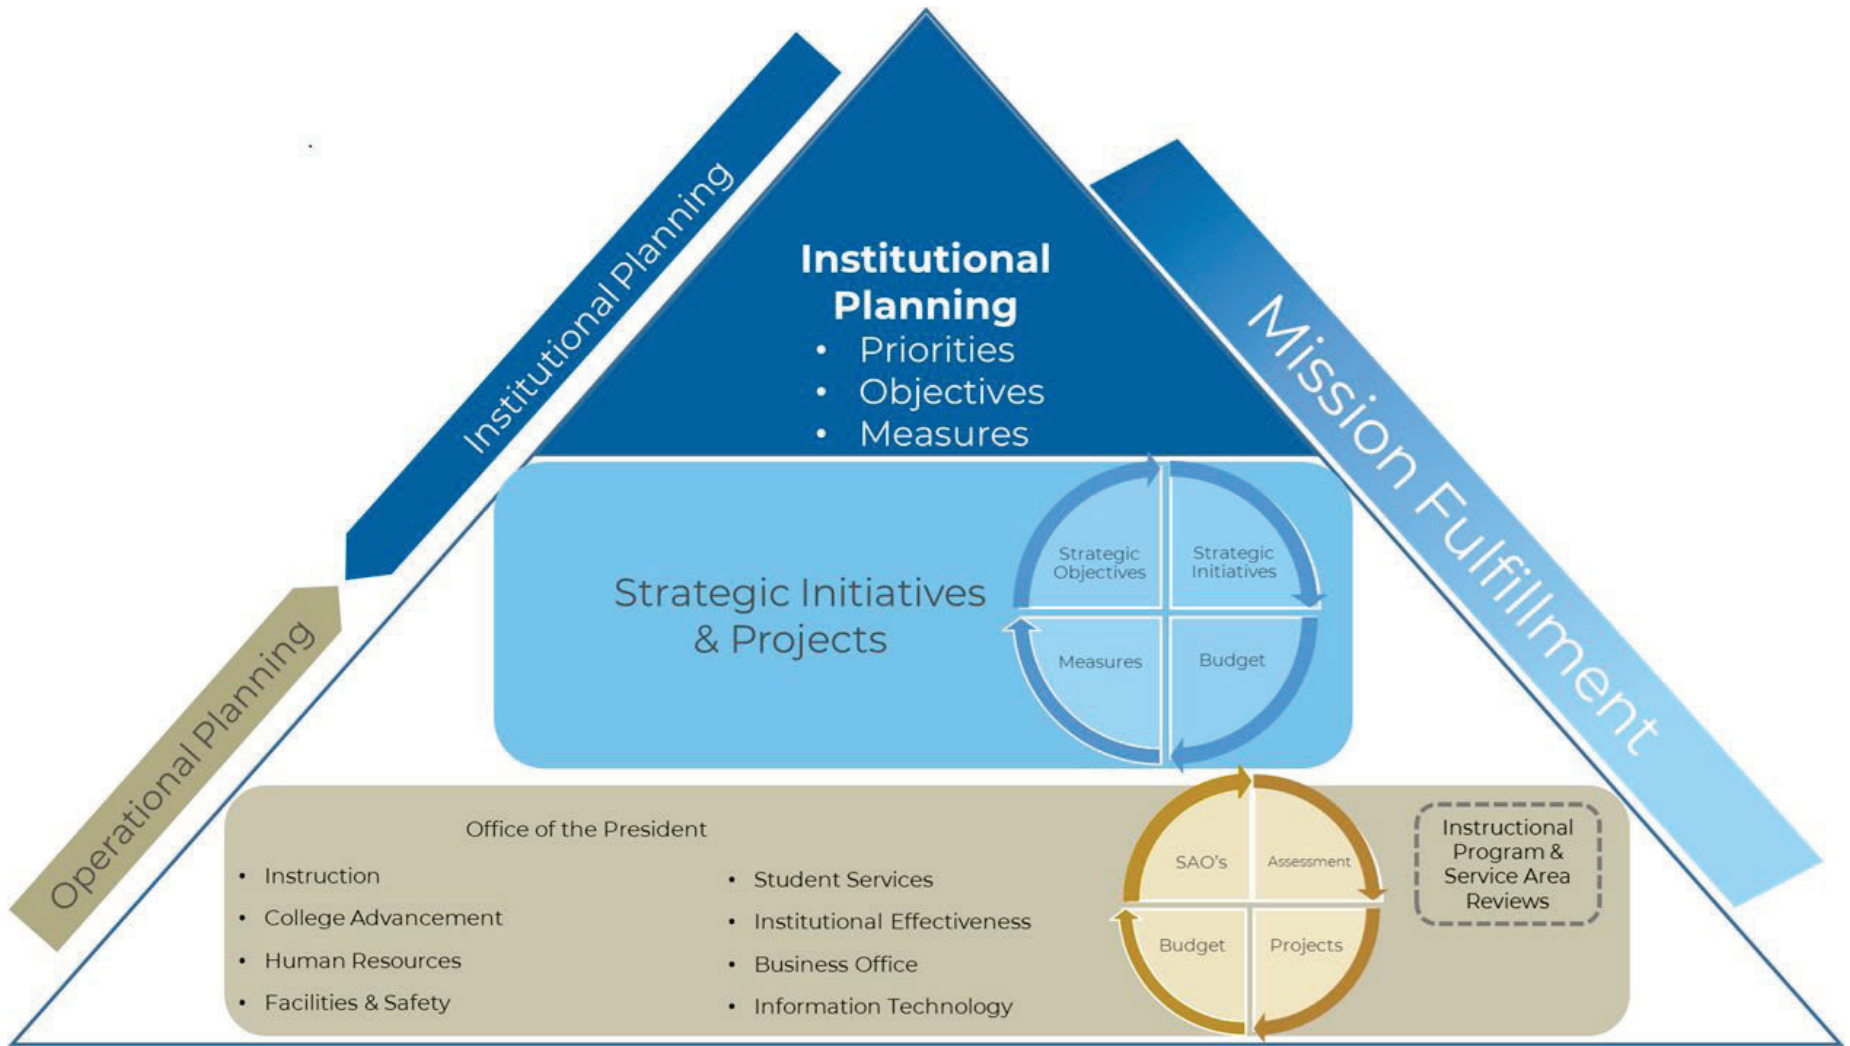 Institutional Planning
Operational Planning
Institutional
Planning
• Priorities
• Objectives
• Measures
Mission Fulfillment
Strategic Initiatives
& Projects
Strategic
Objectives
Strategic
Initiatives
Measures
Budget
Office of the President
• Instruction
• College Advancement
• Human Resources
• Facilities & Safety
• Student Services
• Institutional Effectiveness
• Business Office
• Information Technology
SAO's
Assessment
Budget
Projects
Instructional
Program &
Service Area
Reviews